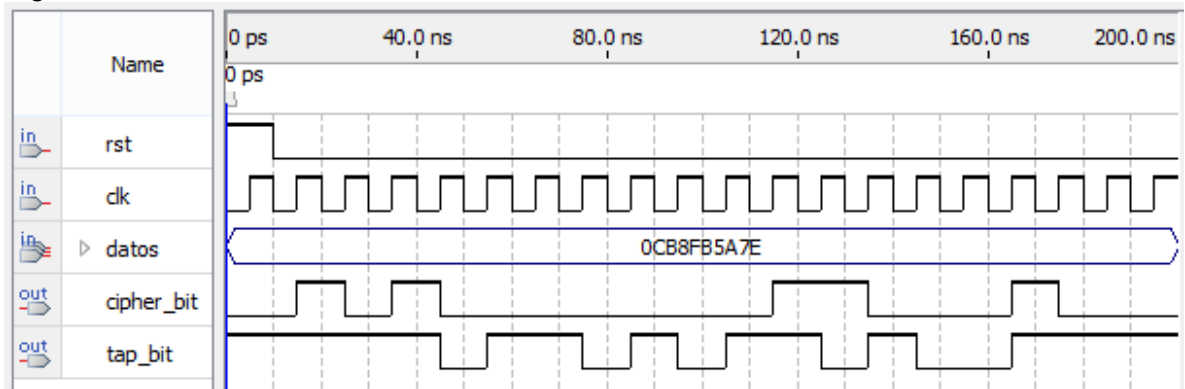 Name
0 ps 40.0 ns 80.0 ns 120.0 ns 160.0 ns 200.0 ns
0 ps
in rst
in clk
in datos 0CB8FB5A7E
out cipher_bit
out tap_bit